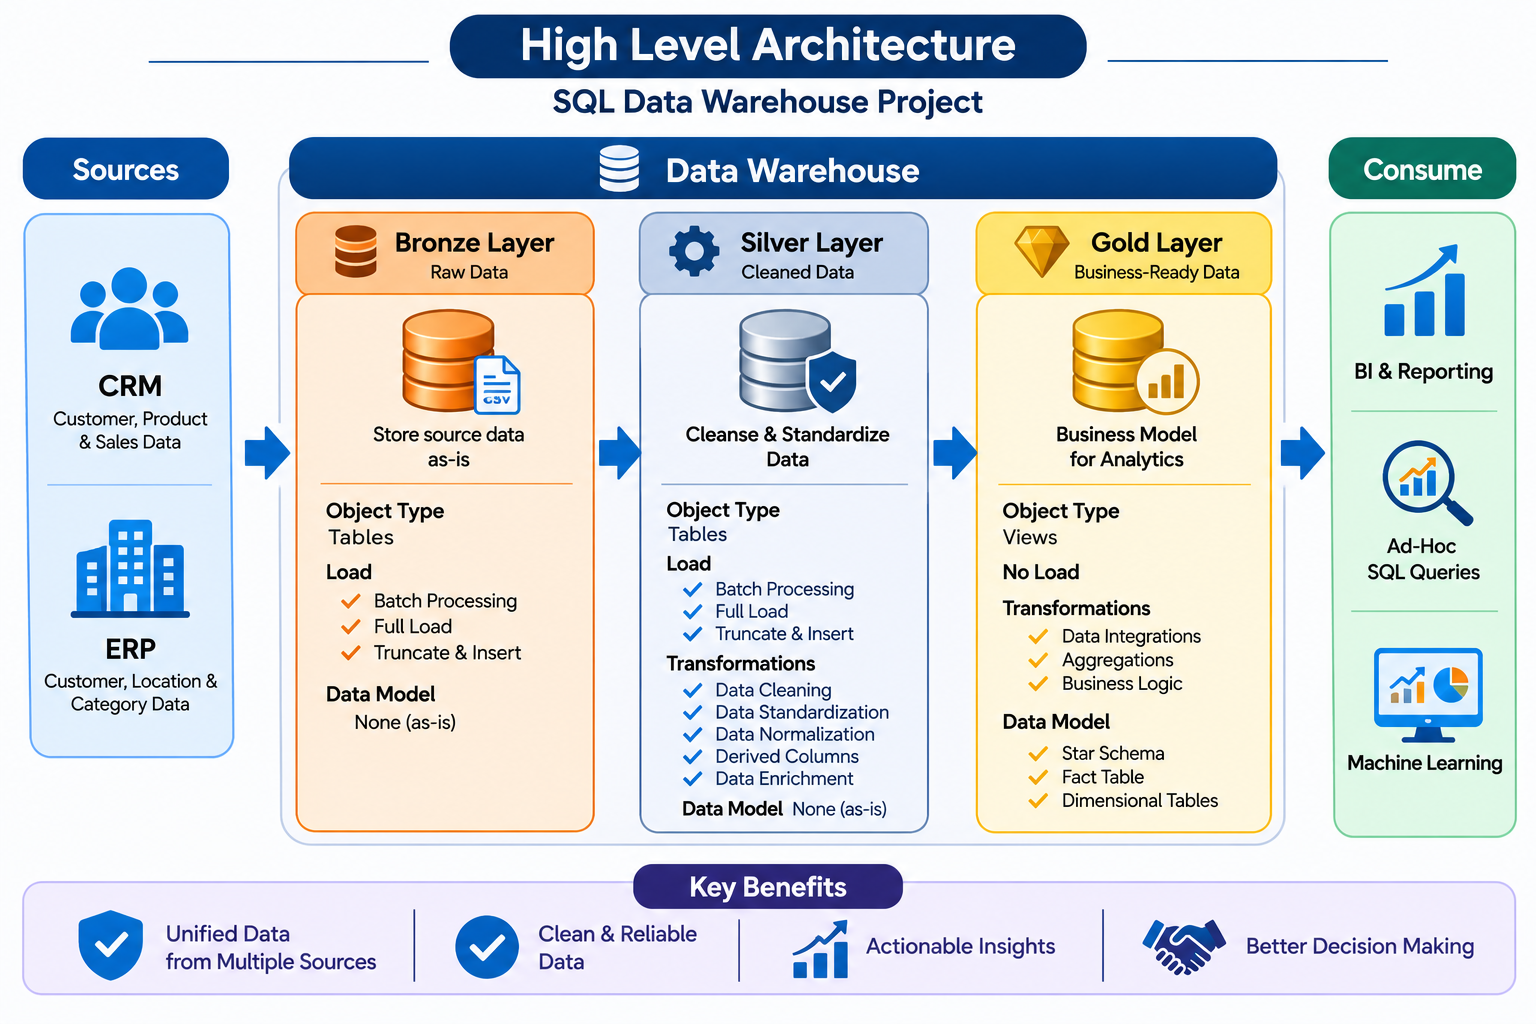 High Level Architecture
SQL Data Warehouse Project
Sources
CRM
Customer, Product
& Sales Data
ERP
Customer, Location &
Category Data
Data Warehouse
Bronze Layer
Raw Data
CSV
Store source data
as-is
Object Type
Tables
Load
Batch Processing
Full Load
Truncate & Insert
Data Model
None (as-is)
Silver Layer
Cleaned Data
Cleanse & Standardize
Data
Object Type
Tables
Load
Batch Processing
Full Load
Truncate & Insert
Transformations
Data Cleaning
Data Standardization
Data Normalization
Derived Columns
Data Enrichment
Data Model None (as-is)
Gold Layer
Business-Ready Data
Business Model
for Analytics
Object Type
Views
No Load
Transformations
Data Integrations
Aggregations
Business Logic
Data Model
Star Schema
Fact Table
Dimensional Tables
Consume
BI & Reporting
Ad-Hoc
SQL Queries
Machine Learning
Key Benefits
Unified Data
from Multiple Sources
Clean & Reliable
Data
Actionable Insights
Better Decision Making